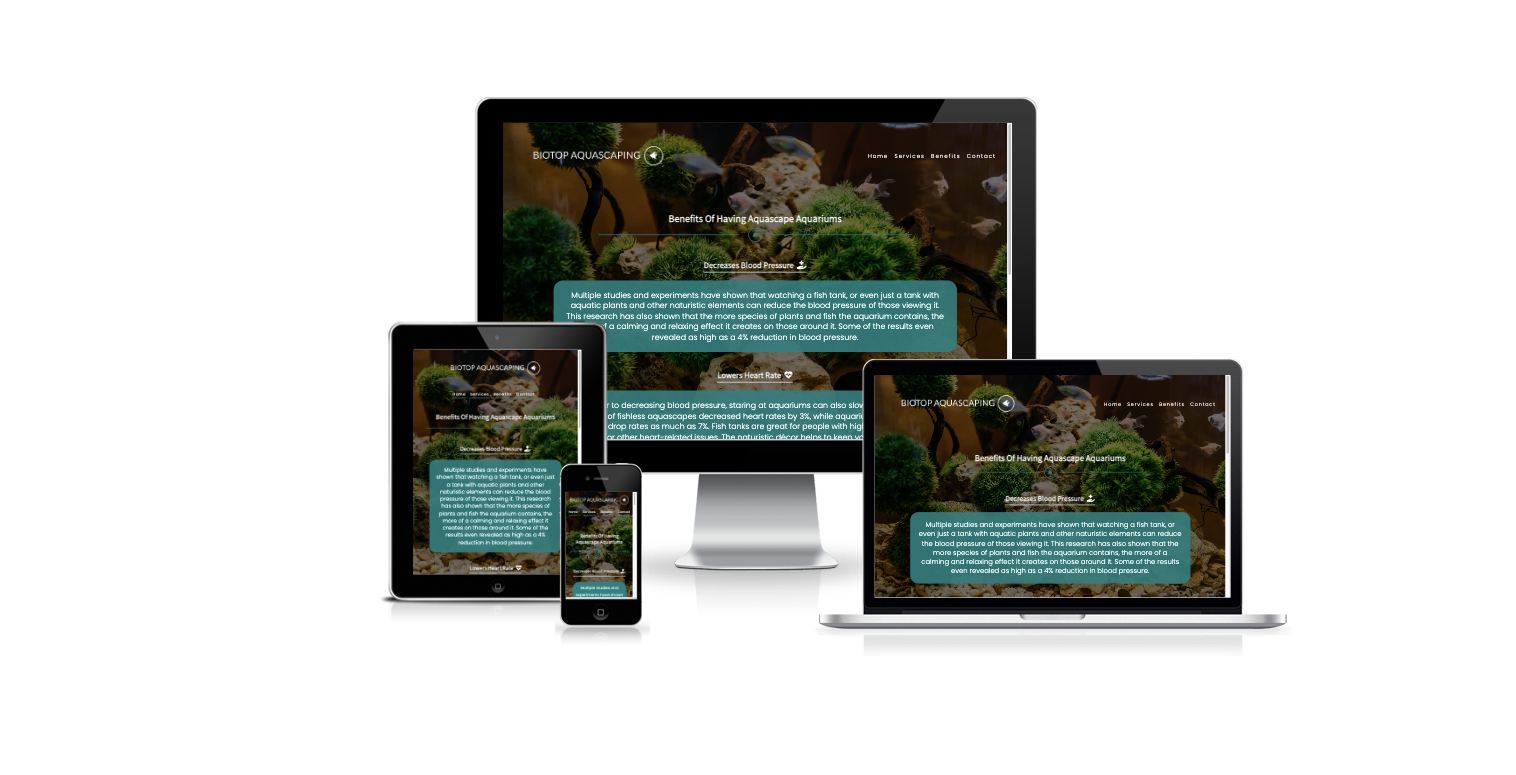 BIOTOP AQUASCAPING
Home Services Benefits Contact
Benefits Of Having Aquascape Aquariums
Decreases Blood Pressure
Multiple studies and experiments have shown that watching a fish tank, or even just a tank with
aquatic plants and other naturistic elements can reduce the blood pressure of those viewing it.
This research has also shown that the more species of plants and fish the aquarium contains, the
of a calming and relaxing effect it creates on those around it. Some of the results even
revealed as high as a 4% reduction in blood pressure.
Lowers Heart Rate
r to decreasing blood pressure, staring at aquariums can also slow
of fishless aquascapes decreased heart rates by 3%, while aquari
drop rates as much as 7%. Fish tanks are great for people with high
or other heart-related issues. The naturistic décor helps to keep yo
BIOTOP AQUASCAPING
Home Services Benefits Contact
Benefits Of Having Aquascape Aquariums
Decreases Blood Pressure
Multiple studies and experiments have
shown that watching a fish tank, or even just
a tank with aquatic plants and other
naturistic elements can reduce the blood
pressure of those viewing it. This research
has also shown that the more species of
plants and fish the aquarium contains, the
more of a calming and relaxing effect it
creates on those around it. Some of the
results even revealed as high as a 4%
reduction in blood pressure.
Lowers Heart Rate
BIOTOP AQUASCAPING
Home Services Benefits Contact
Benefits Of Having
Aquascape Aquariums
Decreases Blood Pressure
Multiple studies and
experiments have shown
BIOTOP AQUASCAPING
Home Services Benefits Contact
Benefits Of Having Aquascape Aquariums
Decreases Blood Pressure
Multiple studies and experiments have shown that watching a fish tank, or
even just a tank with aquatic plants and other naturistic elements can reduce
the blood pressure of those viewing it. This research has also shown that the
more species of plants and fish the aquarium contains, the more of a
calming and relaxing effect it creates on those around it. Some of the results
even revealed as high as a 4% reduction in blood pressure.